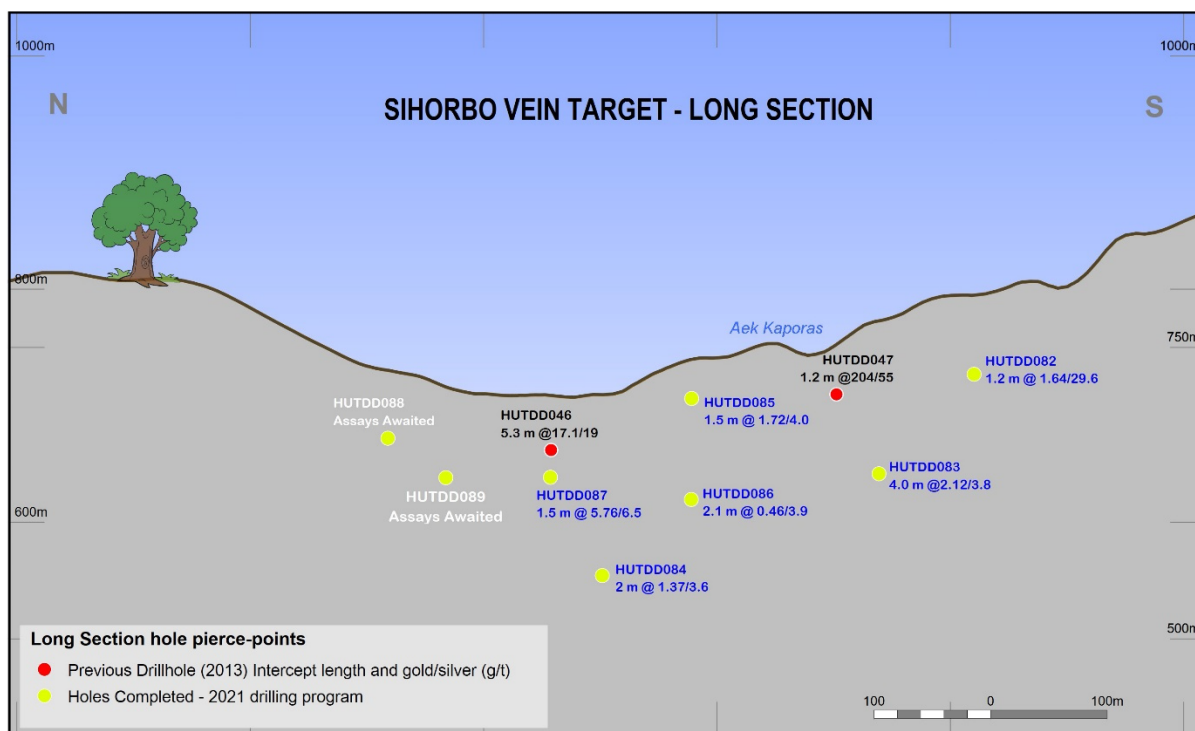 1000m
1000m
N
SIHORBO VEIN TARGET - LONG SECTION
S
800m
Aek Kaporas
750m
HUTDD047
1.2 m @204/55
HUTDD082
1.2 m @ 1.64/29.6
HUTDD088
Assays Awaited
HUTDD046
5.3 m @17.1/19
HUTDD085
1.5 m @ 1.72/4.0
HUTDD083
4.0 m @2.12/3.8
HUTDD089
Assays Awaited
HUTDD087
1.5 m @ 5.76/6.5
HUTDD086
2.1 m @ 0.46/3.9
600m
HUTDD084
2 m @ 1.37/3.6
500m
Long Section hole pierce-points
Previous Drillhole (2013) Intercept length and gold/silver (g/t)
Holes Completed - 2021 drilling program
100 0 100m